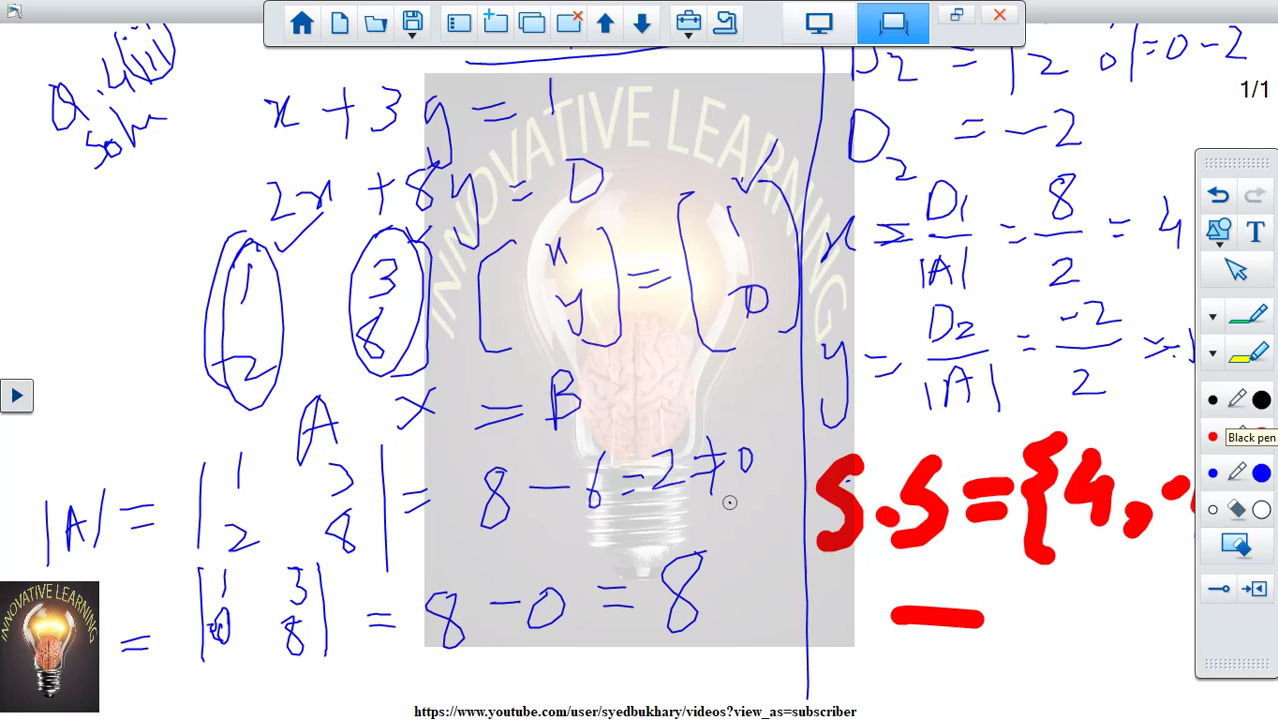 Q.4iii
Soln
x + 3y = 1
2x + 8y = 0
1 3 x = 1
2 8 y 0
A X = B
|A| = |1 3| = 8 - 6 = 2 ≠ 0
2 8
= |1 3| = 8 - 0 = 8
0 8
D2 = |2 0| = 0 - 2
D2 = -2
x = D1/|A| = 8/2 = 4
y = D2/|A| = -2/2
S.S = {4, -
INNOVATIVE LEARNING
INNOVATIVE LEARNING
1/1
T
Black pen
https://www.youtube.com/user/syedbukhary/videos?view_as=subscriber